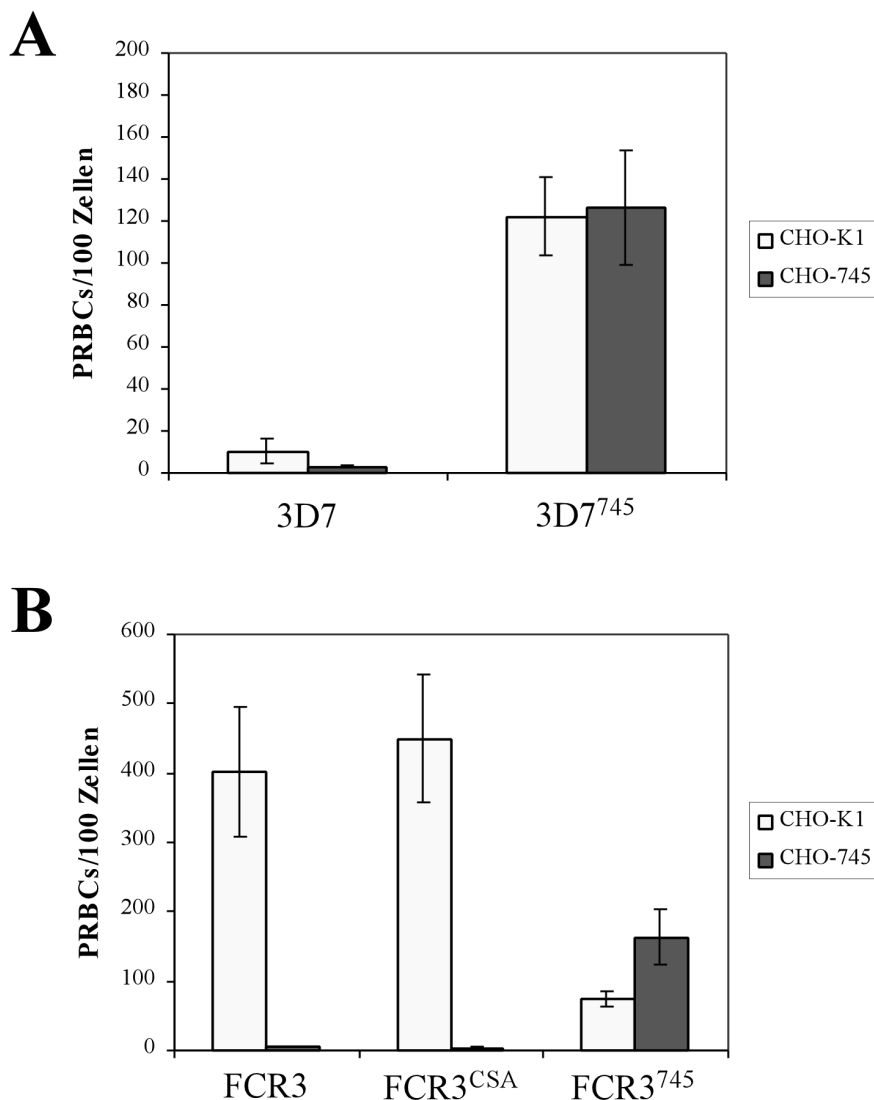 A
PRBCs/100 Zellen
200
180
160
140
120
100
80
60
40
20
0
3D7
3D7⁷⁴⁵
CHO-K1
CHO-745
B
PRBCs/100 Zellen
600
500
400
300
200
100
0
FCR3
FCR3ᶜˢᴬ
FCR3⁷⁴⁵
CHO-K1
CHO-745